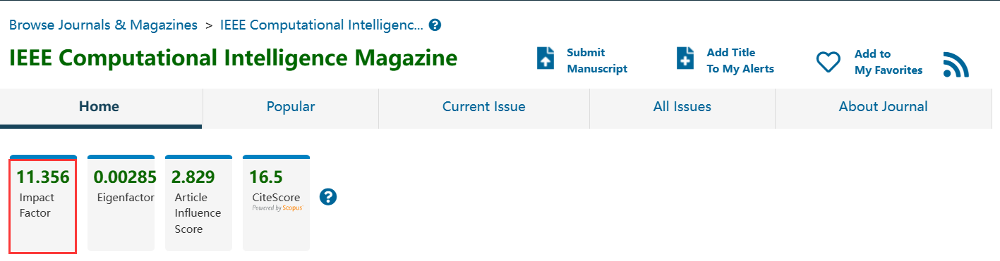 Browse Journals & Magazines > IEEE Computational Intelligenc... ?
IEEE Computational Intelligence Magazine
Submit
Manuscript
Add Title
To My Alerts
Add to
My Favorites
Home
Popular
Current Issue
All Issues
About Journal
11.356
Impact
Factor
0.00285
Eigenfactor
2.829
Article
Influence
Score
16.5
CiteScore
Powered by Scopus
?